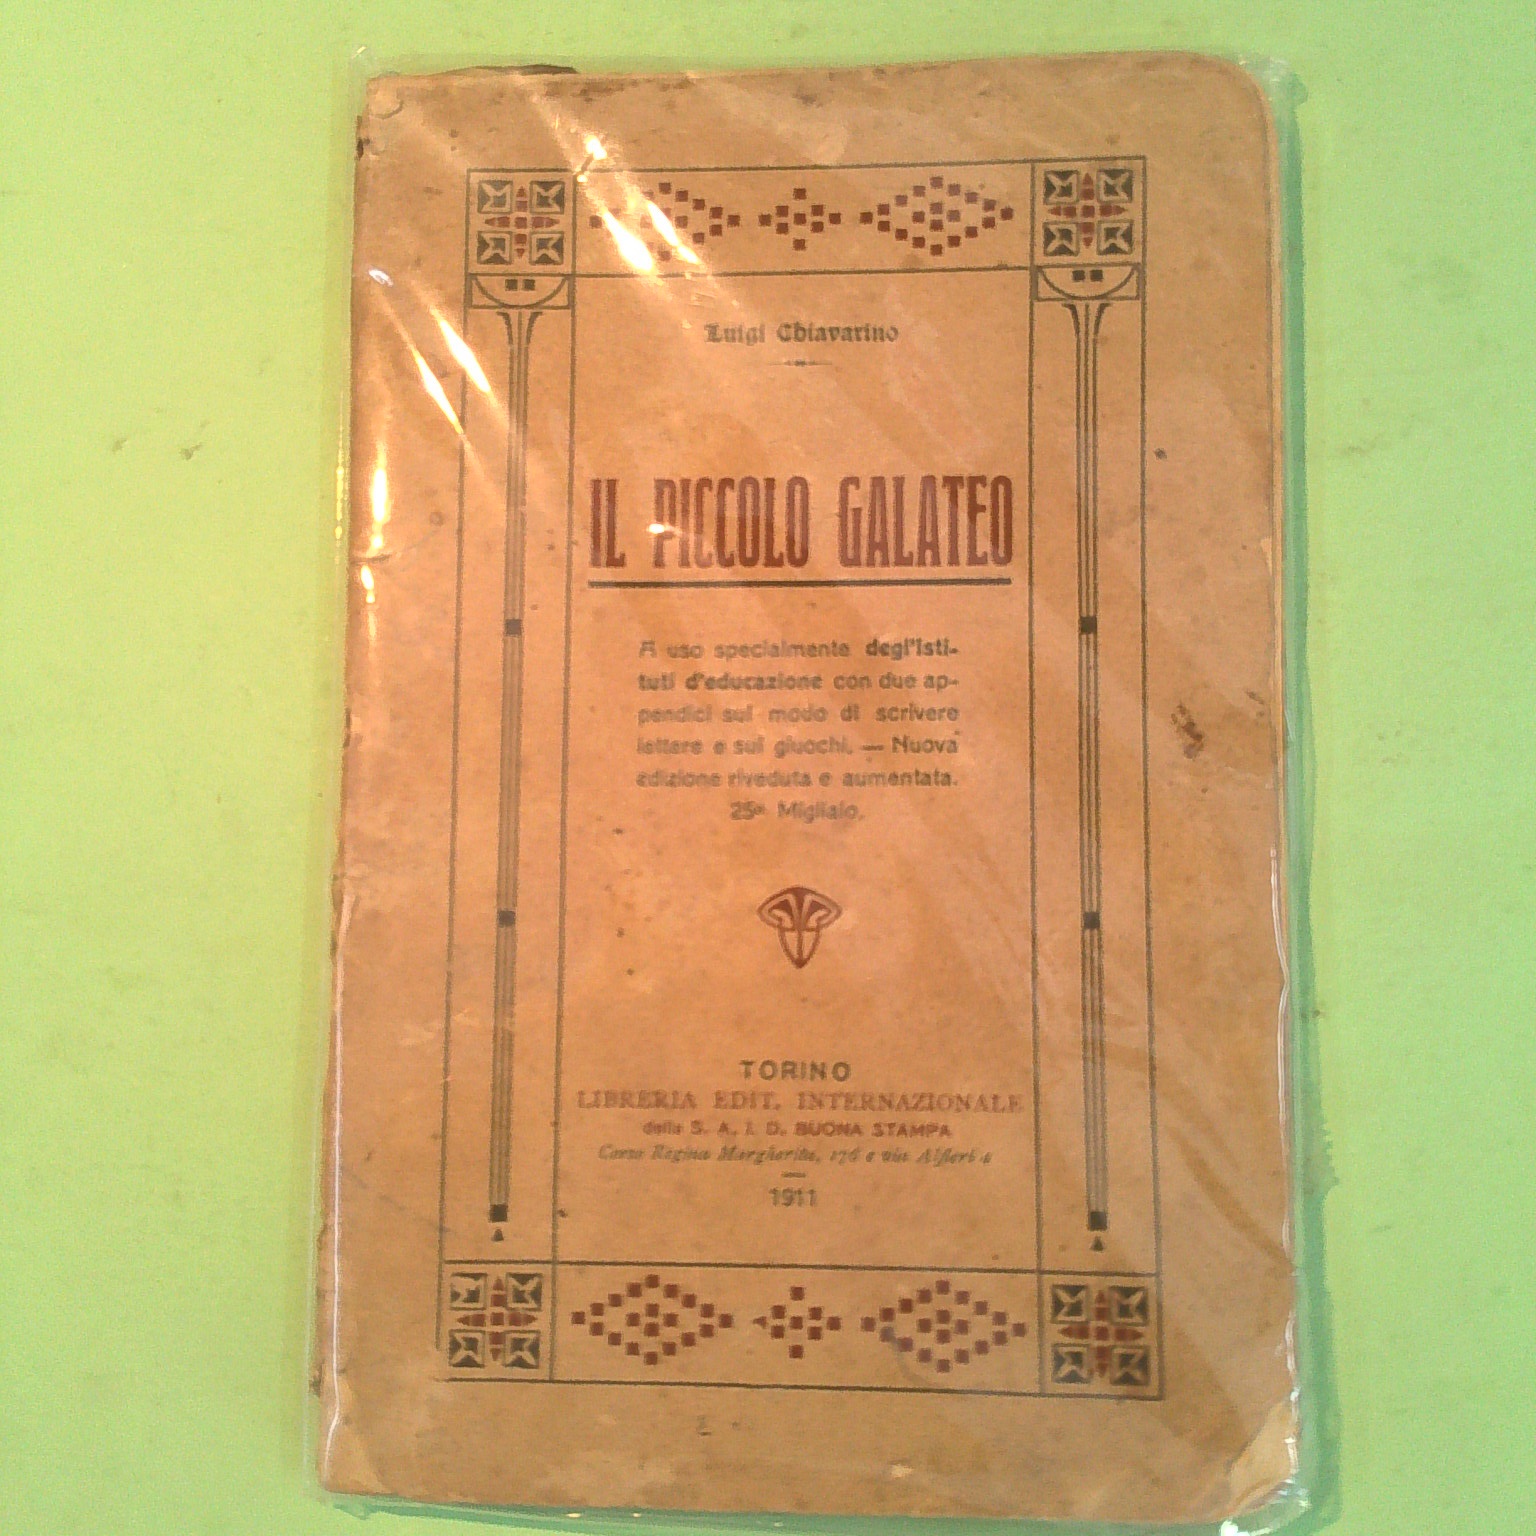 Luigi Chiavarino
IL PICCOLO GALATEO
A uso specialmente degl'Isti-
tuti d'educazione con due ap-
pendici sul modo di scrivere
lettere e sui giuochi. — Nuova
edizione riveduta e aumentata.
25º Migliaio.
TORINO
LIBRERIA EDIT. INTERNAZIONALE
della S. A. I. D. BUONA STAMPA
Corso Regina Margherita, 176 e via Alfieri 4
1911